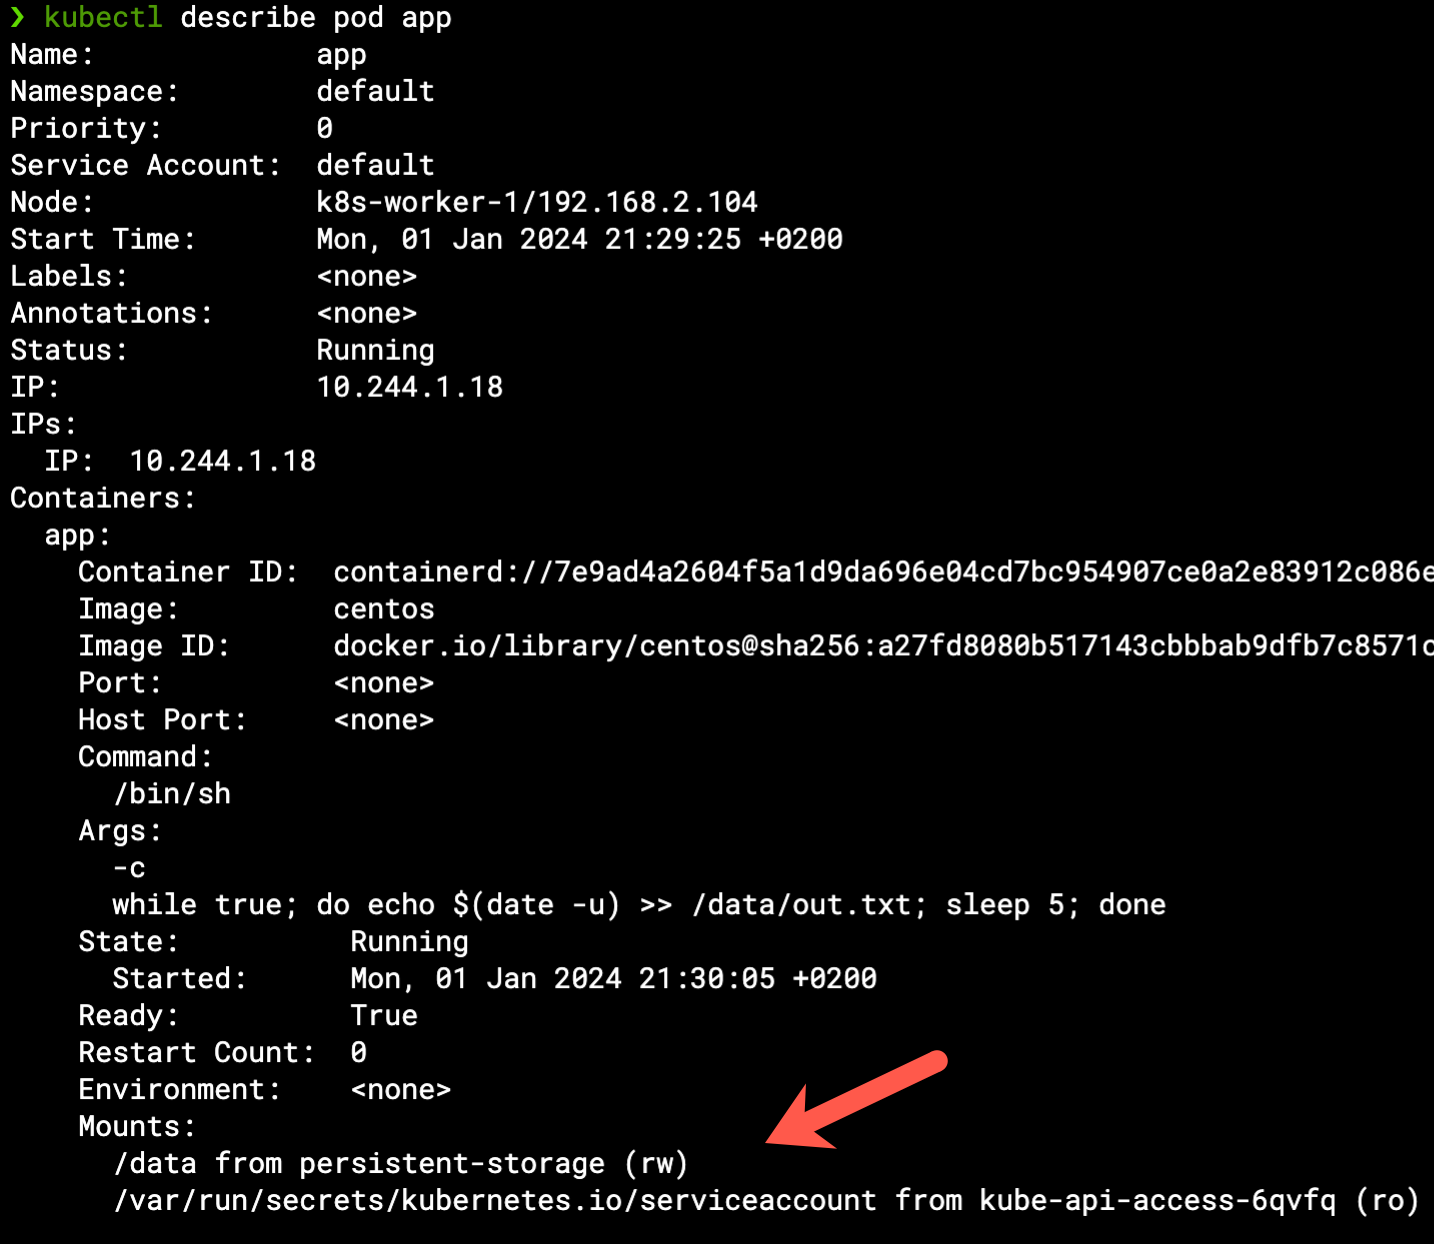 ❯ kubectl describe pod app
Name:             app
Namespace:        default
Priority:         0
Service Account:  default
Node:             k8s-worker-1/192.168.2.104
Start Time:       Mon, 01 Jan 2024 21:29:25 +0200
Labels:           <none>
Annotations:      <none>
Status:           Running
IP:               10.244.1.18
IPs:
  IP:  10.244.1.18
Containers:
  app:
    Container ID:  containerd://7e9ad4a2604f5a1d9da696e04cd7bc954907ce0a2e83912c086e
    Image:         centos
    Image ID:      docker.io/library/centos@sha256:a27fd8080b517143cbbbab9dfb7c8571c
    Port:          <none>
    Host Port:     <none>
    Command:
      /bin/sh
    Args:
      -c
      while true; do echo $(date -u) >> /data/out.txt; sleep 5; done
    State:          Running
      Started:      Mon, 01 Jan 2024 21:30:05 +0200
    Ready:          True
    Restart Count:  0
    Environment:    <none>
    Mounts:
      /data from persistent-storage (rw)
      /var/run/secrets/kubernetes.io/serviceaccount from kube-api-access-6qvfq (ro)